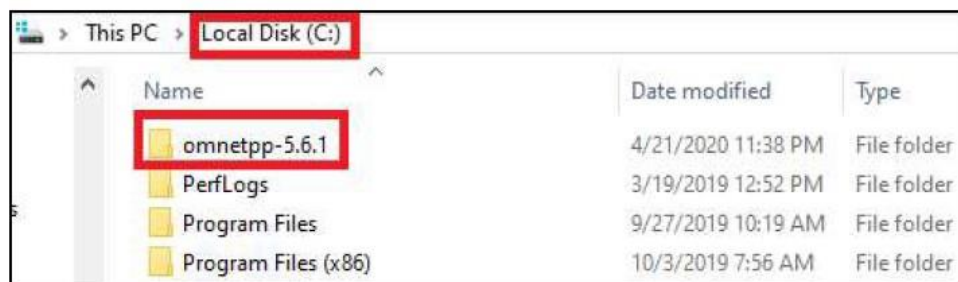 This PC > Local Disk (C:)
Name Date modified Type
omnetpp-5.6.1 4/21/2020 11:38 PM File folder
PerfLogs 3/19/2019 12:52 PM File folder
s
Program Files 9/27/2019 10:19 AM File folder
Program Files (x86) 10/3/2019 7:56 AM File folder